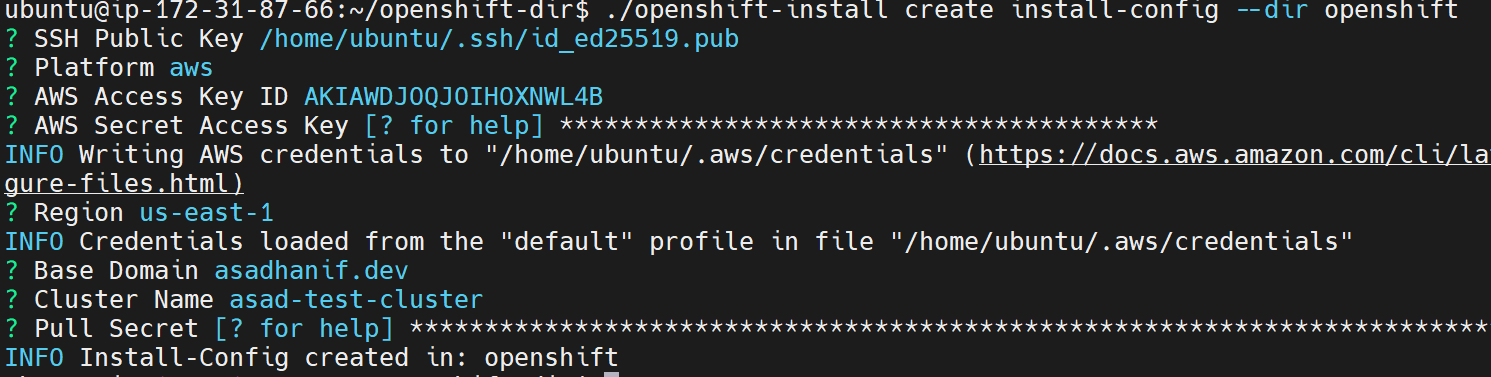 ubuntu@ip-172-31-87-66:~/openshift-dir$ ./openshift-install create install-config --dir openshift
? SSH Public Key /home/ubuntu/.ssh/id_ed25519.pub
? Platform aws
? AWS Access Key ID AKIAWDJOQJOIHOXNWL4B
? AWS Secret Access Key [? for help] ****************************************
INFO Writing AWS credentials to "/home/ubuntu/.aws/credentials" (https://docs.aws.amazon.com/cli/la
gure-files.html)
? Region us-east-1
INFO Credentials loaded from the "default" profile in file "/home/ubuntu/.aws/credentials"
? Base Domain asadhanif.dev
? Cluster Name asad-test-cluster
? Pull Secret [? for help] ************************************************************************
INFO Install-Config created in: openshift